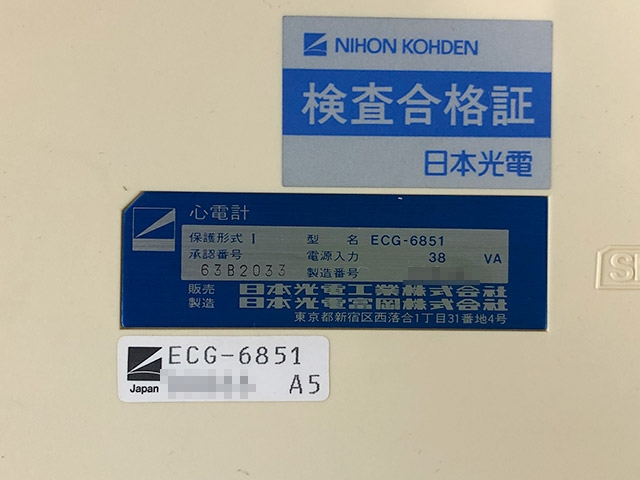 NIHON KOHDEN
検査合格証
日本光電
心電計
保護形式 I 型名 ECG-6851
承認番号 電源入力 38 VA
63B2033 製造番号
販売 日本光電工業株式会社
製造 日本光電富岡株式会社
東京都新宿区西落合1丁目31番地4号
ECG-6851
Japan A5